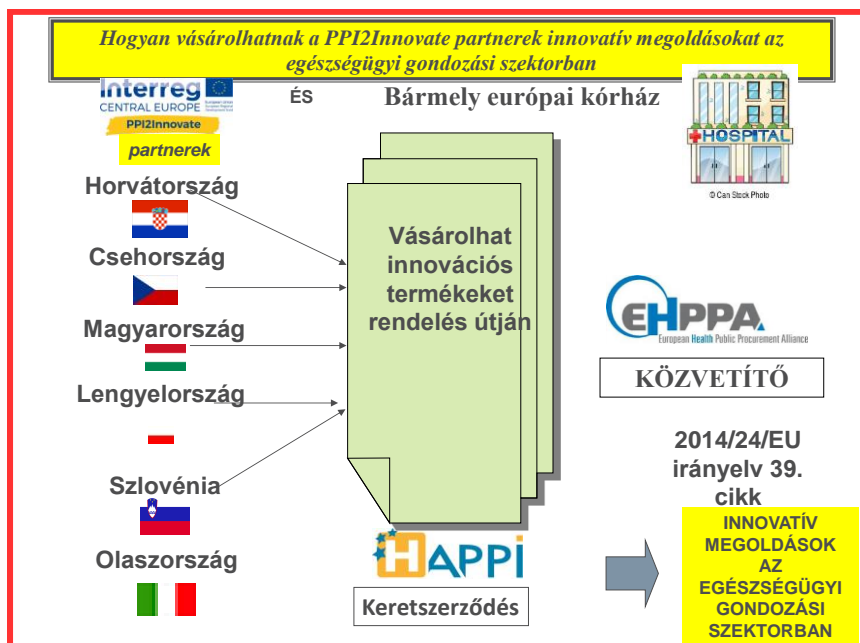 Hogyan vásárolhatnak a PPI2Innovate partnerek innovatív megoldásokat az
egészségügyi gondozási szektorban
Interreg
CENTRAL EUROPE
PPI2Innovate
partnerek
ÉS
Bármely európai kórház
HOSPITAL
© Can Stock Photo
Horvátország
Csehország
Magyarország
Lengyelország
Szlovénia
Olaszország
Vásárolhat
innovációs
termékeket
rendelés útján
EHPPA
European Health Public Procurement Alliance
KÖZVETÍTŐ
2014/24/EU
irányelv 39.
cikk
HAPPI
Keretszerződés
INNOVATÍV
MEGOLDÁSOK
AZ
EGÉSZSÉGÜGYI
GONDOZÁSI
SZEKTORBAN